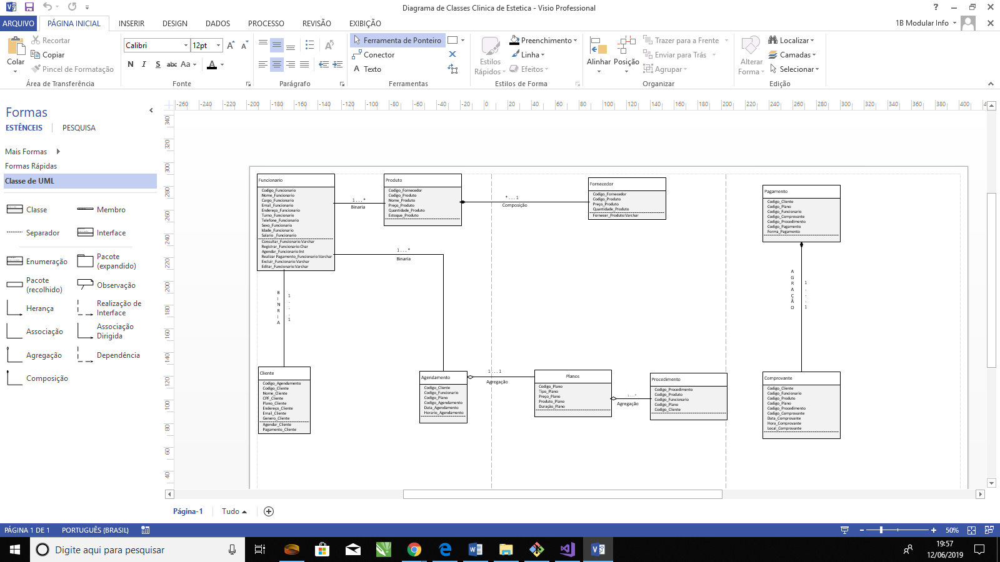 Diagrama de Classes Clinica de Estetica - Visio Professional
ARQUIVO
PÁGINA INICIAL
INSERIR
DESIGN
DADOS
PROCESSO
REVISÃO
EXIBIÇÃO
1B Modular Info
Colar
Recortar
Copiar
Pincel de Formatação
Área de Transferência
Calibri
12pt
A A
N I S abc Aa A
Fonte
Parágrafo
Ferramenta de Ponteiro
Conector
A Texto
Ferramentas
Estilos
Rápidos
Preenchimento
Linha
Efeitos
Estilos de Forma
Alinhar
Posição
Trazer para a Frente
Enviar para Trás
Agrupar
Organizar
Alterar
Forma
Localizar
Camadas
Selecionar
Edição
Formas
ESTÊNCEIS
PESQUISA
Mais Formas
Formas Rápidas
Classe de UML
Classe
Membro
Separador
Interface
Enumeração
Pacote
(expandido)
Pacote
(recolhido)
Observação
Herança
Realização de
Interface
Associação
Associação
Dirigida
Agregação
Dependência
Composição
-260 -240 -220 -200 -180 -160 -140 -120 -100 -80 -60 -40 -20 0 20 40 60 80 100 120 140 160 180 200 220 240 260 280 300 320 340 360 380 400
340
320
300
280
260
240
220
200
180
160
140
120
100
80
60
40
Funcionario
Codigo_Funcionario
Nome_Funcionario
Cargo_Funcionario
Email_Funcionario
Endereço_Funcionario
Turno_Funcionario
Telefone_Funcionario
Sexo_Funcionario
Idade_Funcionario
Salario _Funcionario
Consultar_Funcionario:Varchar
Registrar_Funcionario:Char
Agendar_Funcionario:Int
Realizar Pagamento_Funcionario:Varchar
Excluir_Funcionario:Varchar
Editar_Funcionario:Varchar
1...*
Binaria
Produto
Codigo_Fornecedor
Codigo_Produto
Nome_Produto
Preço_Produto
Quantidade_Produto
Estoque_Produto
*...1
Composição
Fornecedor
Codigo_Fornecedor
Codigo_Produto
Preço_Produto
Quantidade_Produto
Fornecer_Produto:Varchar
Pagamento
Codigo_Cliente
Codigo_Plano
Codigo_Funcionario
Codigo_Comprovante
Codigo_Procedimento
Codigo_Pagamento
Forma_Pagamento
1...*
Binaria
B
I
N
R
I
A
1
.
.
.
1
A
G
R
A
Ç
Ã
O
1
.
.
.
1
Cliente
Codigo_Agendamento
Codigo_Cliente
Nome_Cliente
CPF_Cliente
Plano_Cliente
Endereço_Cliente
Email_Cliente
Genero_Cliente
Agendar_Cliente
Pagamento_Cliente
Agendamento
Codigo_Cliente
Codigo_Funcionario
Codigo_Plano
Codigo_Agendamento
Data_Agendamento
Horario_Agendamento
1...1
Agregação
Planos
Codigo_Plano
Tipo_Plano
Preço_Plano
Produto_Plano
Duração_Plano
1...*
Agregação
Procedimento
Codigo_Procedimento
Codigo_Produto
Codigo_Funcionario
Codigo_Plano
Codigo_Cliente
Comprovante
Codigo_Cliente
Codigo_Funcionario
Codigo_Produto
Codigo_Plano
Codigo_Procedimento
Codigo_Comprovante
Data_Comprovante
Hora_Comprovante
Local_Comprovante
Página-1
Tudo
PÁGINA 1 DE 1
PORTUGUÊS (BRASIL)
50%
Digite aqui para pesquisar
19:57
12/06/2019